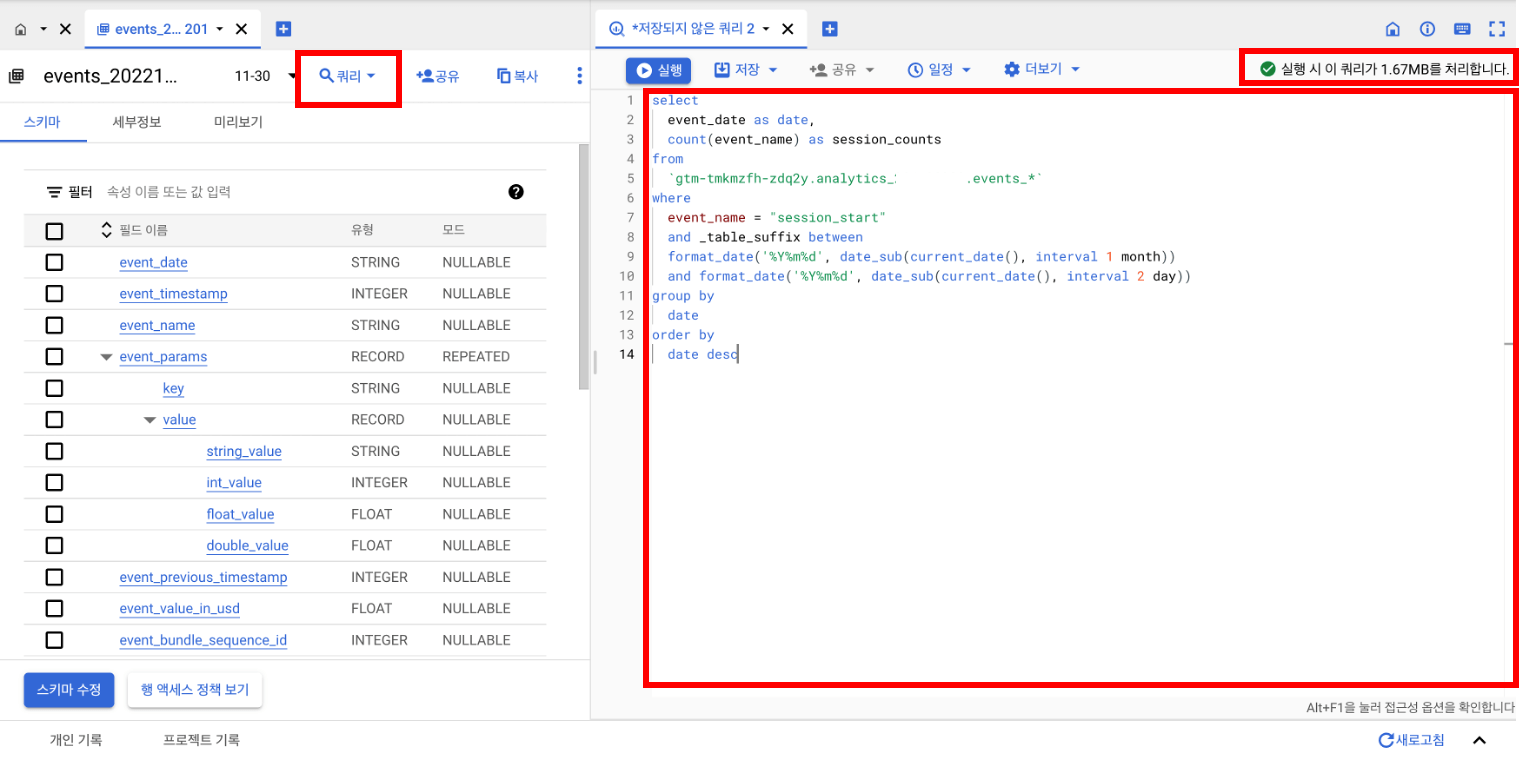 events_2... 201
*저장되지 않은 쿼리 2
events_20221...
11-30
쿼리
공유
복사
실행
저장
공유
일정
더보기
실행 시 이 쿼리가 1.67MB를 처리합니다.
스키마
세부정보
미리보기
필터 속성 이름 또는 값 입력
필드 이름 유형 모드
event_date STRING NULLABLE
event_timestamp INTEGER NULLABLE
event_name STRING NULLABLE
event_params RECORD REPEATED
key STRING NULLABLE
value RECORD NULLABLE
string_value STRING NULLABLE
int_value INTEGER NULLABLE
float_value FLOAT NULLABLE
double_value FLOAT NULLABLE
event_previous_timestamp INTEGER NULLABLE
event_value_in_usd FLOAT NULLABLE
event_bundle_sequence_id INTEGER NULLABLE
스키마 수정
행 액세스 정책 보기
1 select
2 event_date as date,
3 count(event_name) as session_counts
4 from
5 `gtm-tmkmzfh-zdq2y.analytics_ .events_*`
6 where
7 event_name = "session_start"
8 and _table_suffix between
9 format_date('%Y%m%d', date_sub(current_date(), interval 1 month))
10 and format_date('%Y%m%d', date_sub(current_date(), interval 2 day))
11 group by
12 date
13 order by
14 date desc
Alt+F1을 눌러 접근성 옵션을 확인합니다
개인 기록
프로젝트 기록
새로고침